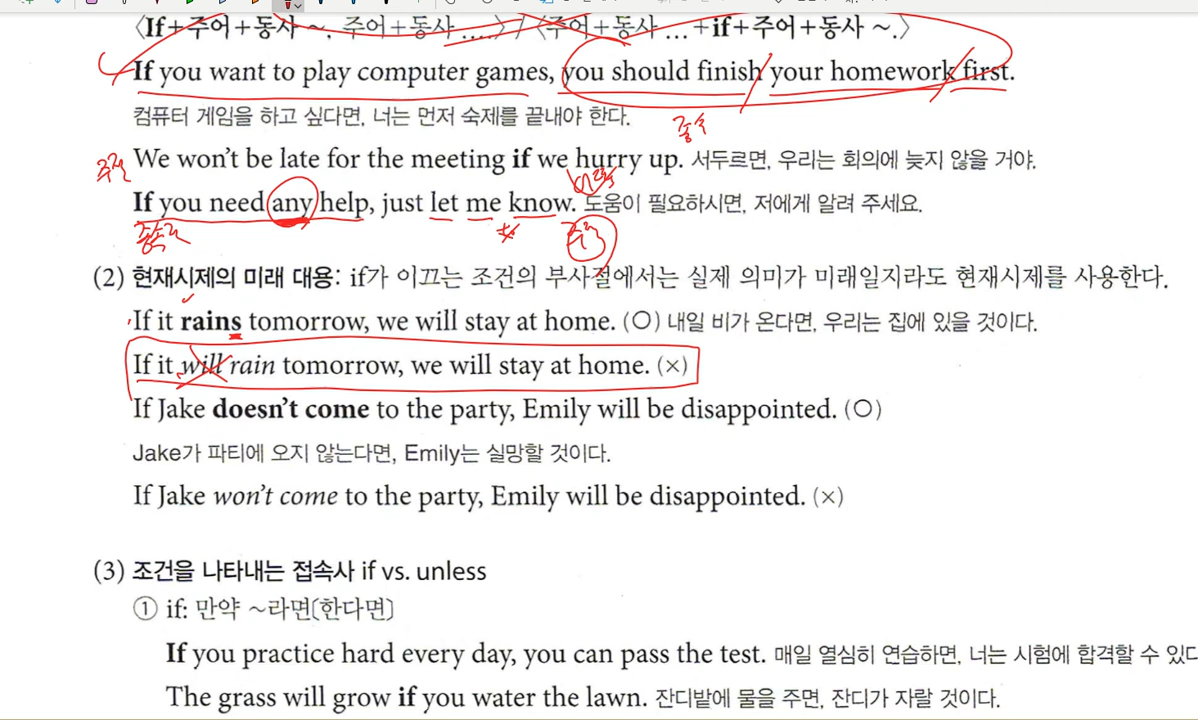 〈If+주어+동사 ~, 주어+동사 ….〉/〈주어+동사 …+if+주어+동사 ~.〉
If you want to play computer games, you should finish your homework first.
컴퓨터 게임을 하고 싶다면, 너는 먼저 숙제를 끝내야 한다.
종속
주절
We won't be late for the meeting if we hurry up. 서두르면, 우리는 회의에 늦지 않을 거야.
If you need any help, just let me know. 도움이 필요하시면, 저에게 알려 주세요.
종속절
(2) 현재시제의 미래 대용: if가 이끄는 조건의 부사절에서는 실제 의미가 미래일지라도 현재시제를 사용한다.
If it rains tomorrow, we will stay at home. (○) 내일 비가 온다면, 우리는 집에 있을 것이다.
If it will rain tomorrow, we will stay at home. (×)
If Jake doesn't come to the party, Emily will be disappointed. (○)
Jake가 파티에 오지 않는다면, Emily는 실망할 것이다.
If Jake won't come to the party, Emily will be disappointed. (×)
(3) 조건을 나타내는 접속사 if vs. unless
① if: 만약 ~라면[한다면]
If you practice hard every day, you can pass the test. 매일 열심히 연습하면, 너는 시험에 합격할 수 있다
The grass will grow if you water the lawn. 잔디밭에 물을 주면, 잔디가 자랄 것이다.